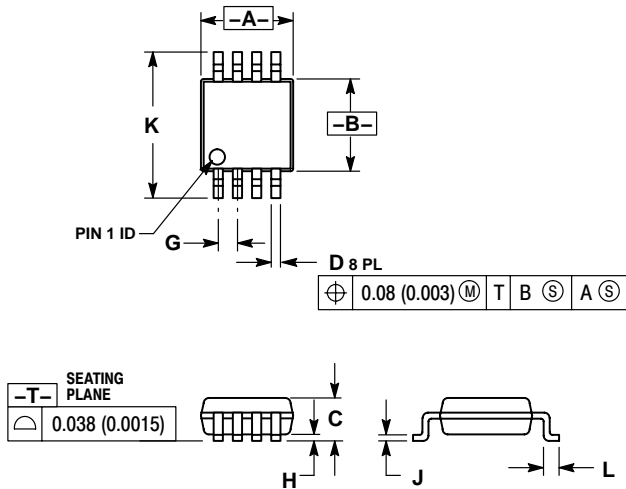 –A–
K
–B–
PIN 1 ID
G
D 8 PL
⌖ 0.08 (0.003) Ⓜ T B Ⓢ A Ⓢ
–T– SEATING
PLANE
⌓ 0.038 (0.0015)
C
H
J
L